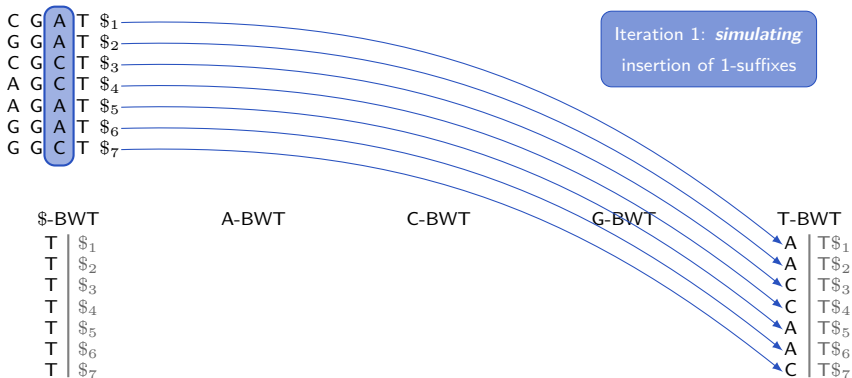 C G A T $1
G G A T $2
C G C T $3
A G C T $4
A G A T $5
G G A T $6
G G C T $7
Iteration 1: simulating
insertion of 1-suffixes
$-BWT A-BWT C-BWT G-BWT T-BWT
T $1 A T$1
T $2 A T$2
T $3 C T$3
T $4 C T$4
T $5 A T$5
T $6 A T$6
T $7 C T$7